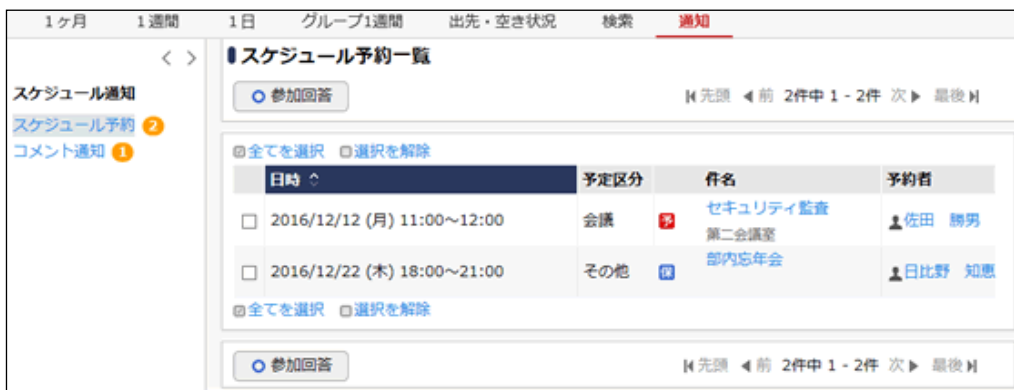 1ヶ月 1週間 1日 グループ1週間 出先・空き状況 検索 通知
スケジュール通知
スケジュール予約 2
コメント通知 1
スケジュール予約一覧
参加回答 先頭 前 2件中 1 - 2件 次 最後
全てを選択 選択を解除
日時 予定区分 件名 予約者
2016/12/12 (月) 11:00～12:00 会議 予 セキュリティ監査 佐田 勝男
第二会議室
2016/12/22 (木) 18:00～21:00 その他 保 部内忘年会 日比野 知恵
全てを選択 選択を解除
参加回答 先頭 前 2件中 1 - 2件 次 最後